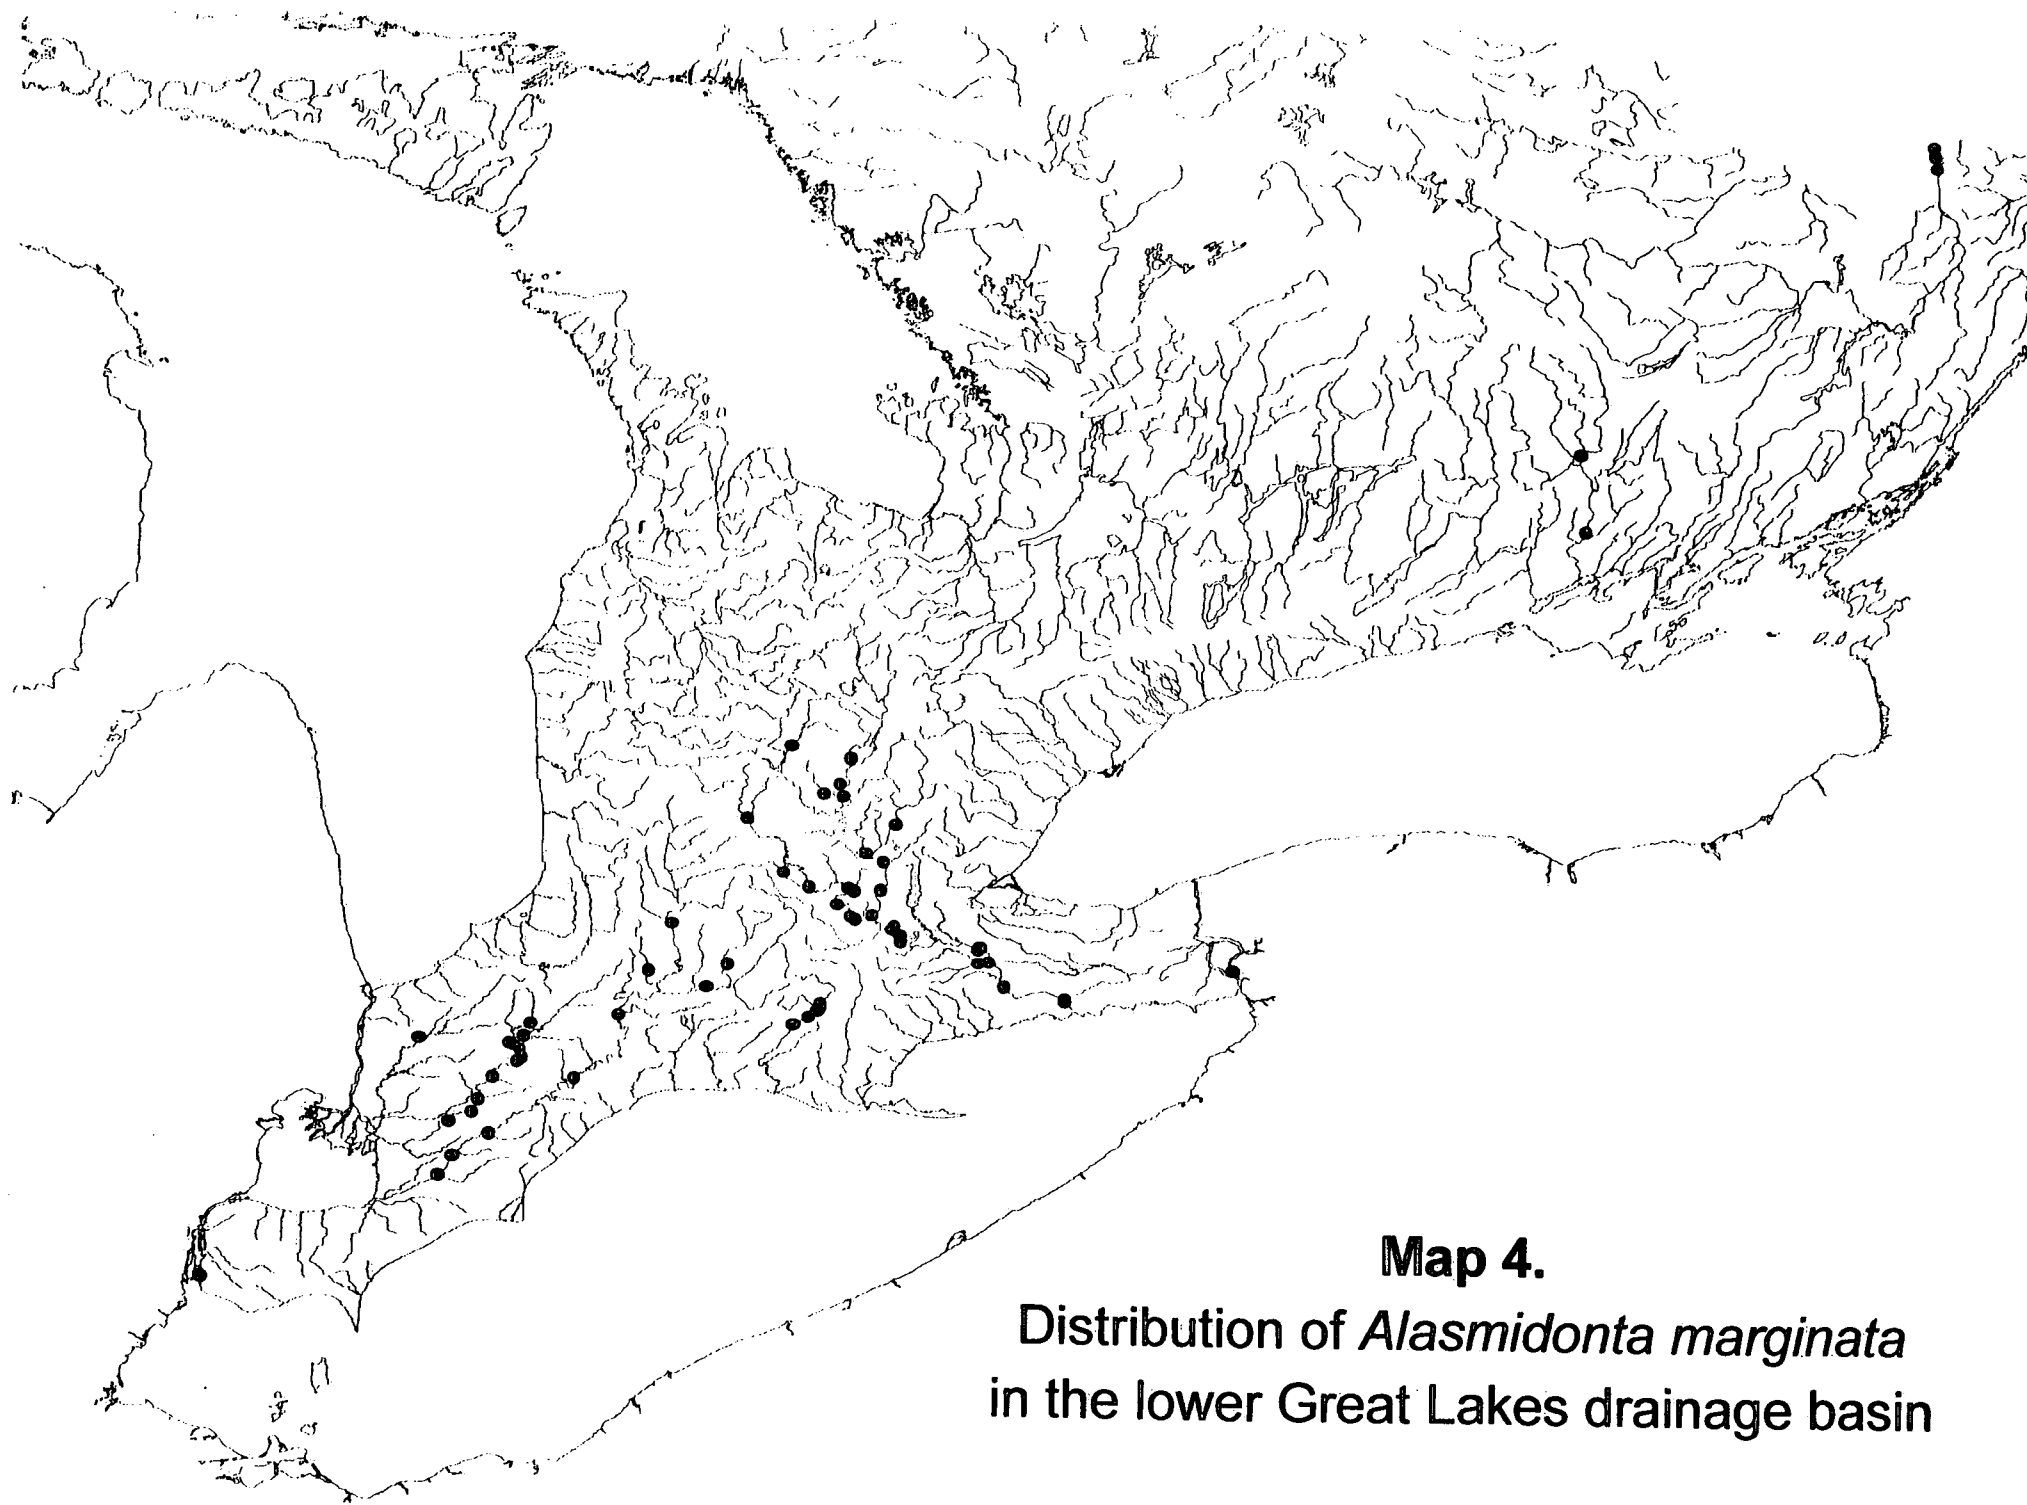 Map 4.
Distribution of Alasmidonta marginata
in the lower Great Lakes drainage basin